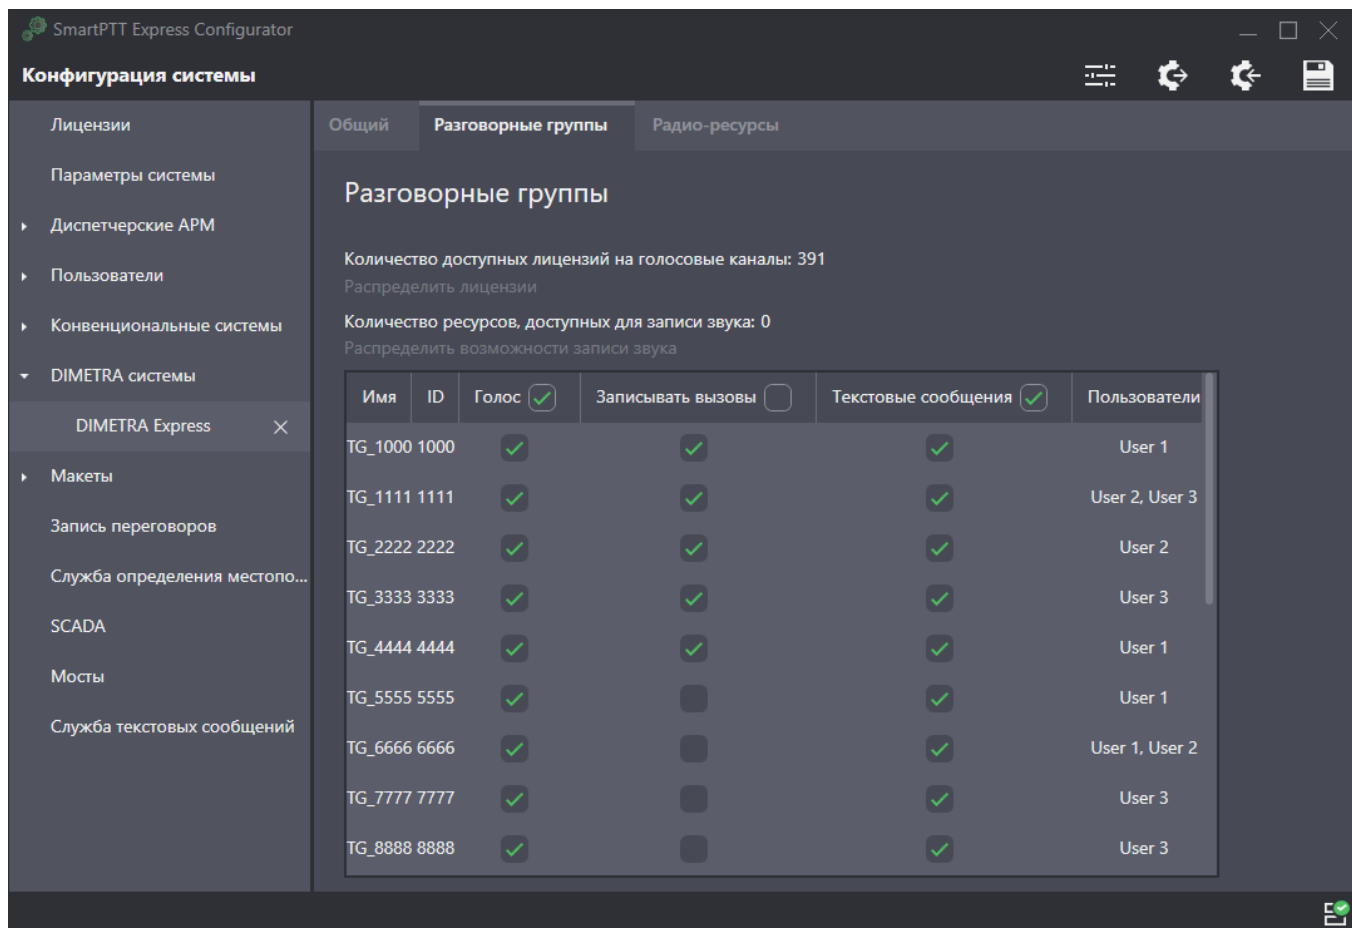 SmartPTT Express Configurator
Конфигурация системы
Лицензии
Параметры системы
Диспетчерские АРМ
Пользователи
Конвенциональные системы
DIMETRA системы
DIMETRA Express
Макеты
Запись переговоров
Служба определения местопо...
SCADA
Мосты
Служба текстовых сообщений
Общий Разговорные группы Радио-ресурсы
Разговорные группы
Количество доступных лицензий на голосовые каналы: 391
Распределить лицензии
Количество ресурсов, доступных для записи звука: 0
Распределить возможности записи звука
Имя ID Голос Записывать вызовы Текстовые сообщения Пользователи
TG_1000 1000 User 1
TG_1111 1111 User 2, User 3
TG_2222 2222 User 2
TG_3333 3333 User 3
TG_4444 4444 User 1
TG_5555 5555 User 1
TG_6666 6666 User 1, User 2
TG_7777 7777 User 3
TG_8888 8888 User 3